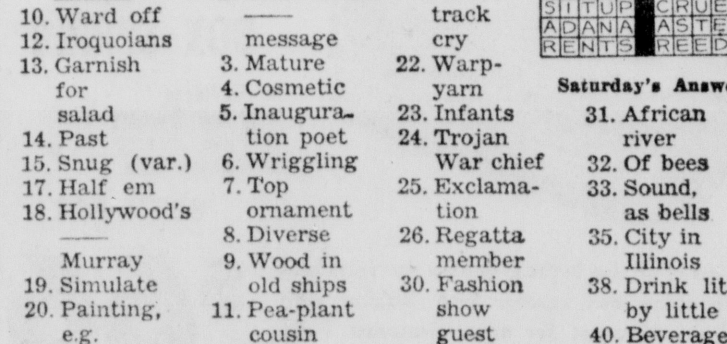 10. Ward off
12. Iroquoians
13. Garnish
for
salad
14. Past
15. Snug (var.)
17. Half em
18. Hollywood's
Murray
19. Simulate
20. Painting,
e.g.
message
3. Mature
4. Cosmetic
5. Inaugura-
tion poet
6. Wriggling
7. Top
ornament
8. Diverse
9. Wood in
old ships
11. Pea-plant
cousin
track
cry
22. Warp-
yarn
23. Infants
24. Trojan
War chief
25. Exclama-
tion
26. Regatta
member
30. Fashion
show
guest
SITUP CRUE
ADANA ASTE
RENTS REED
Saturday's Answ
31. African
river
32. Of bees
33. Sound,
as bells
35. City in
Illinois
38. Drink lit
by little
40. Beverage